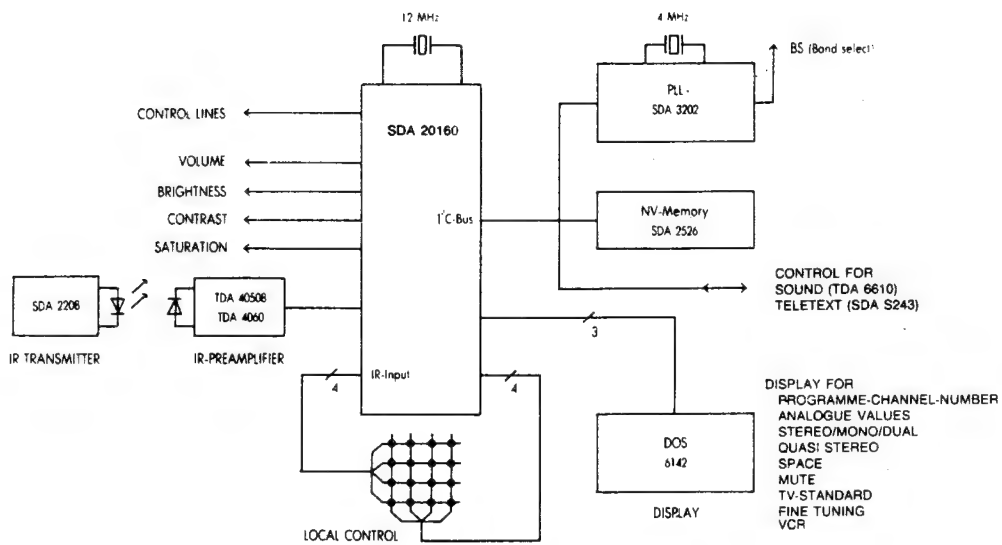 12 MHz
4 MHz
BS (Band select)
PLL-
SDA 3202
CONTROL LINES
SDA 20160
VOLUME
BRIGHTNESS
CONTRAST
SATURATION
I²C-Bus
NV-Memory
SDA 2526
CONTROL FOR
SOUND (TDA 6610)
TELETEXT (SDA S243)
SDA 2208
TDA 4050B
TDA 4060
IR TRANSMITTER
IR-PREAMPLIFIER
3
IR-Input
4
4
DISPLAY FOR
PROGRAMME-CHANNEL-NUMBER
ANALOGUE VALUES
STEREO/MONO/DUAL
QUASI STEREO
SPACE
MUTE
TV-STANDARD
FINE TUNING
VCR
DOS
6142
DISPLAY
LOCAL CONTROL